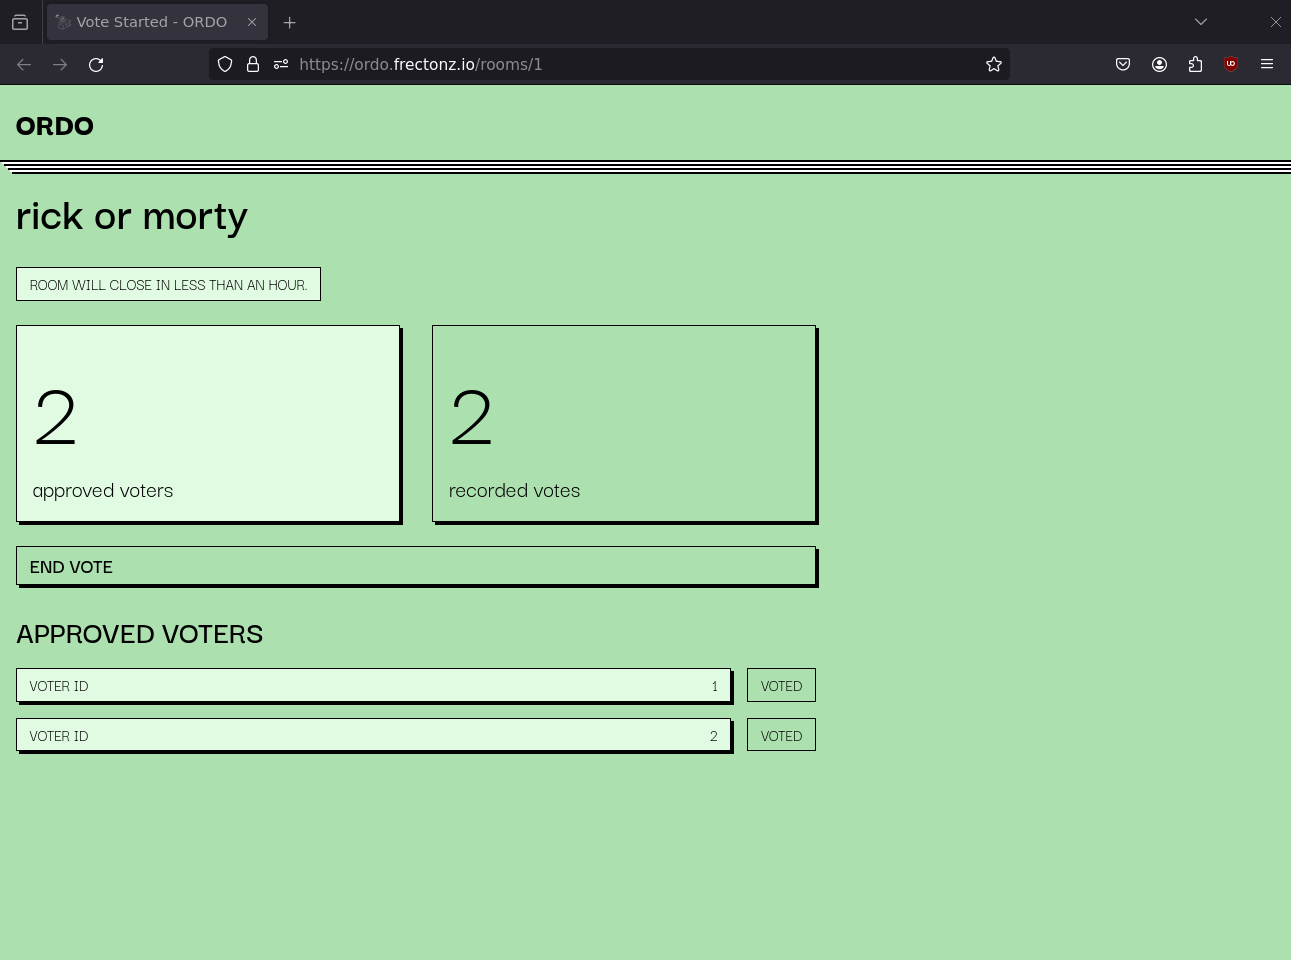 Vote Started - ORDO
https://ordo.frectonz.io/rooms/1
ORDO
rick or morty
ROOM WILL CLOSE IN LESS THAN AN HOUR.
2
approved voters
2
recorded votes
END VOTE
APPROVED VOTERS
VOTER ID 1 VOTED
VOTER ID 2 VOTED